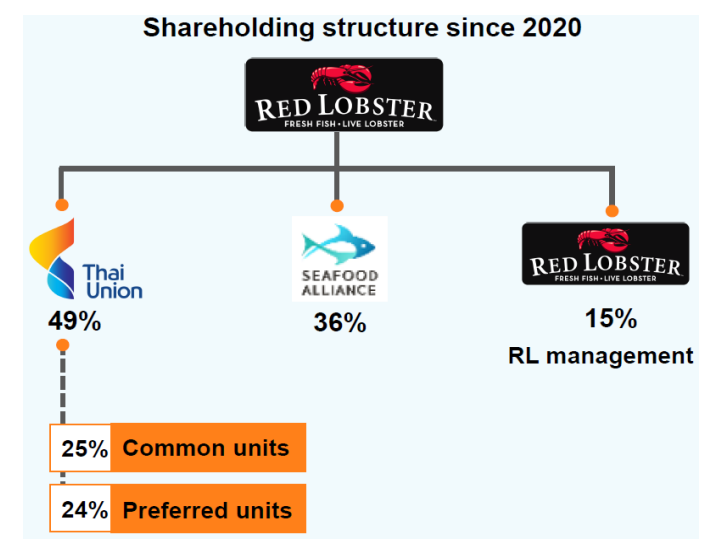 Shareholding structure since 2020
RED LOBSTER
FRESH FISH • LIVE LOBSTER
Thai
Union
SEAFOOD
ALLIANCE
RED LOBSTER
FRESH FISH • LIVE LOBSTER
49%
36%
15%
RL management
25% Common units
24% Preferred units